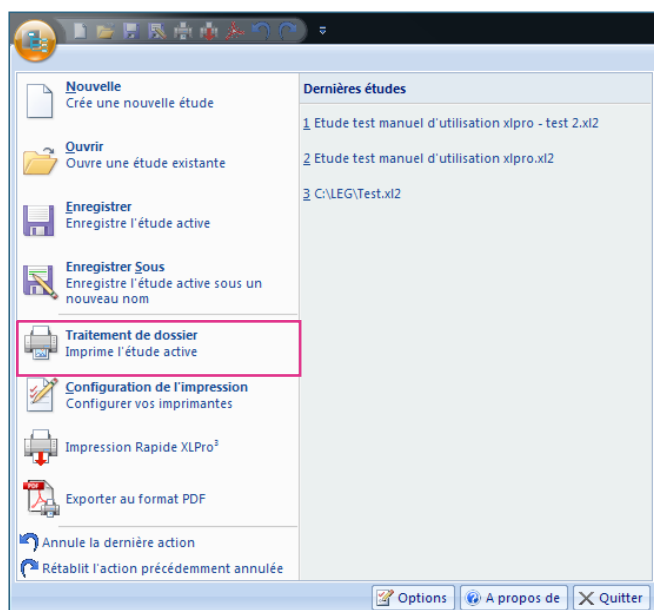 Nouvelle
Crée une nouvelle étude
Ouvrir
Ouvre une étude existante
Enregistrer
Enregistre l'étude active
Enregistrer Sous
Enregistre l'étude active sous un
nouveau nom
Traitement de dossier
Imprime l'étude active
Configuration de l'impression
Configurer vos imprimantes
Impression Rapide XLPro³
PDF
Exporter au format PDF
Annule la dernière action
Rétablit l'action précédemment annulée
Dernières études
1 Etude test manuel d'utilisation xlpro - test 2.xl2
2 Etude test manuel d'utilisation xlpro.xl2
3 C:\LEG\Test.xl2
Options
A propos de
Quitter